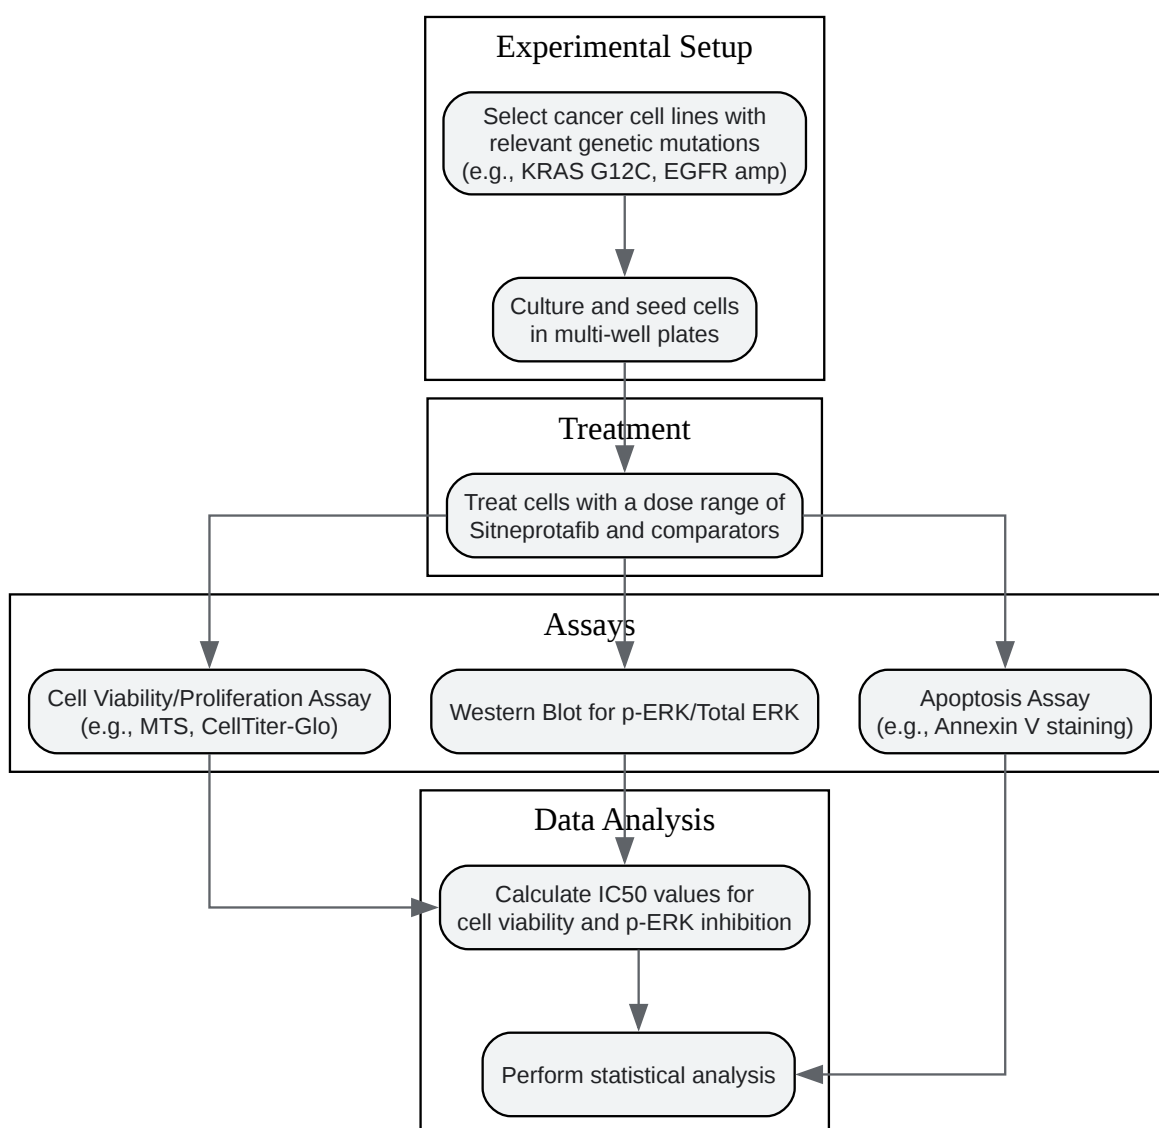 Experimental Setup
Select cancer cell lines with
relevant genetic mutations
(e.g., KRAS G12C, EGFR amp)
Culture and seed cells
in multi-well plates
Treatment
Treat cells with a dose range of
Sitneprotafib and comparators
Assays
Cell Viability/Proliferation Assay
(e.g., MTS, CellTiter-Glo)
Western Blot for p-ERK/Total ERK
Apoptosis Assay
(e.g., Annexin V staining)
Data Analysis
Calculate IC50 values for
cell viability and p-ERK inhibition
Perform statistical analysis